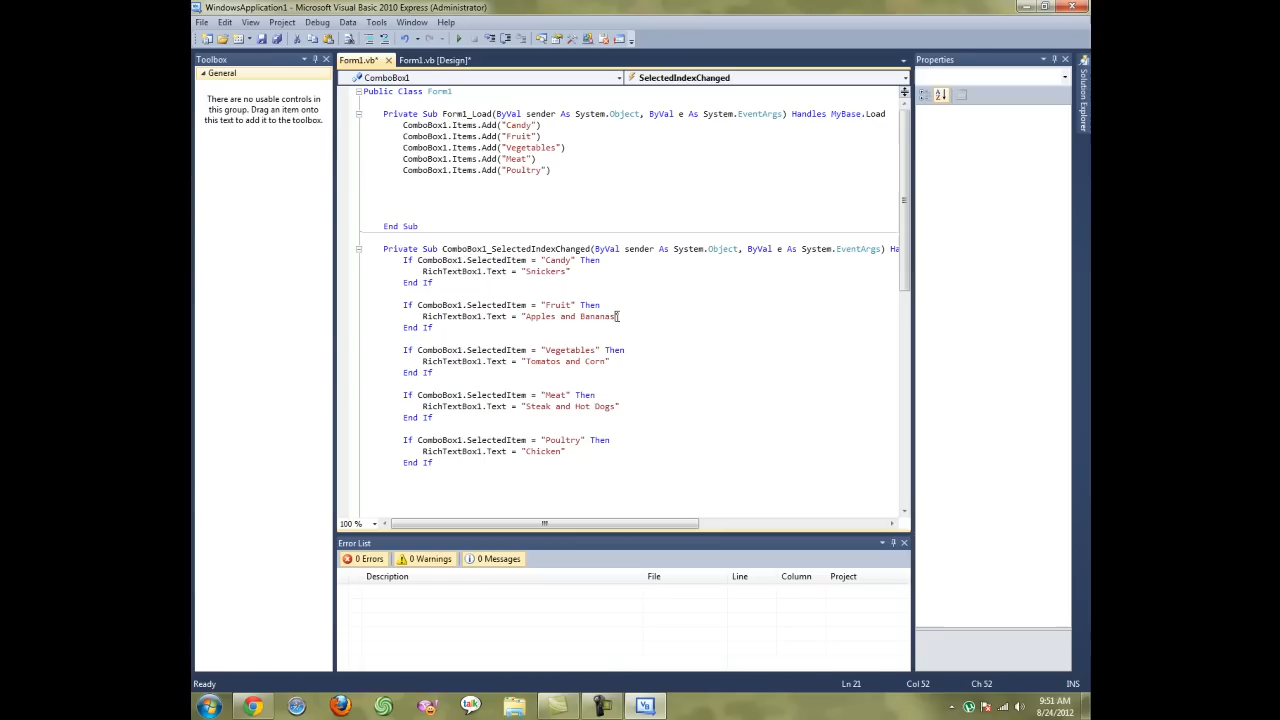 WindowsApplication1 - Microsoft Visual Basic 2010 Express (Administrator)
File Edit View Project Debug Data Tools Window Help
Toolbox
General
There are no usable controls in
this group. Drag an item onto
this text to add it to the toolbox.
Form1.vb* Form1.vb [Design]*
ComboBox1 SelectedIndexChanged
Public Class Form1
Private Sub Form1_Load(ByVal sender As System.Object, ByVal e As System.EventArgs) Handles MyBase.Load
ComboBox1.Items.Add("Candy")
ComboBox1.Items.Add("Fruit")
ComboBox1.Items.Add("Vegetables")
ComboBox1.Items.Add("Meat")
ComboBox1.Items.Add("Poultry")
End Sub
Private Sub ComboBox1_SelectedIndexChanged(ByVal sender As System.Object, ByVal e As System.EventArgs) Ha
If ComboBox1.SelectedItem = "Candy" Then
RichTextBox1.Text = "Snickers"
End If
If ComboBox1.SelectedItem = "Fruit" Then
RichTextBox1.Text = "Apples and Bananas"
End If
If ComboBox1.SelectedItem = "Vegetables" Then
RichTextBox1.Text = "Tomatos and Corn"
End If
If ComboBox1.SelectedItem = "Meat" Then
RichTextBox1.Text = "Steak and Hot Dogs"
End If
If ComboBox1.SelectedItem = "Poultry" Then
RichTextBox1.Text = "Chicken"
End If
100 %
Error List
0 Errors 0 Warnings 0 Messages
Description File Line Column Project
Properties
Solution Explorer
Ready Ln 21 Col 52 Ch 52 INS
talk
VB
9:51 AM
8/24/2012